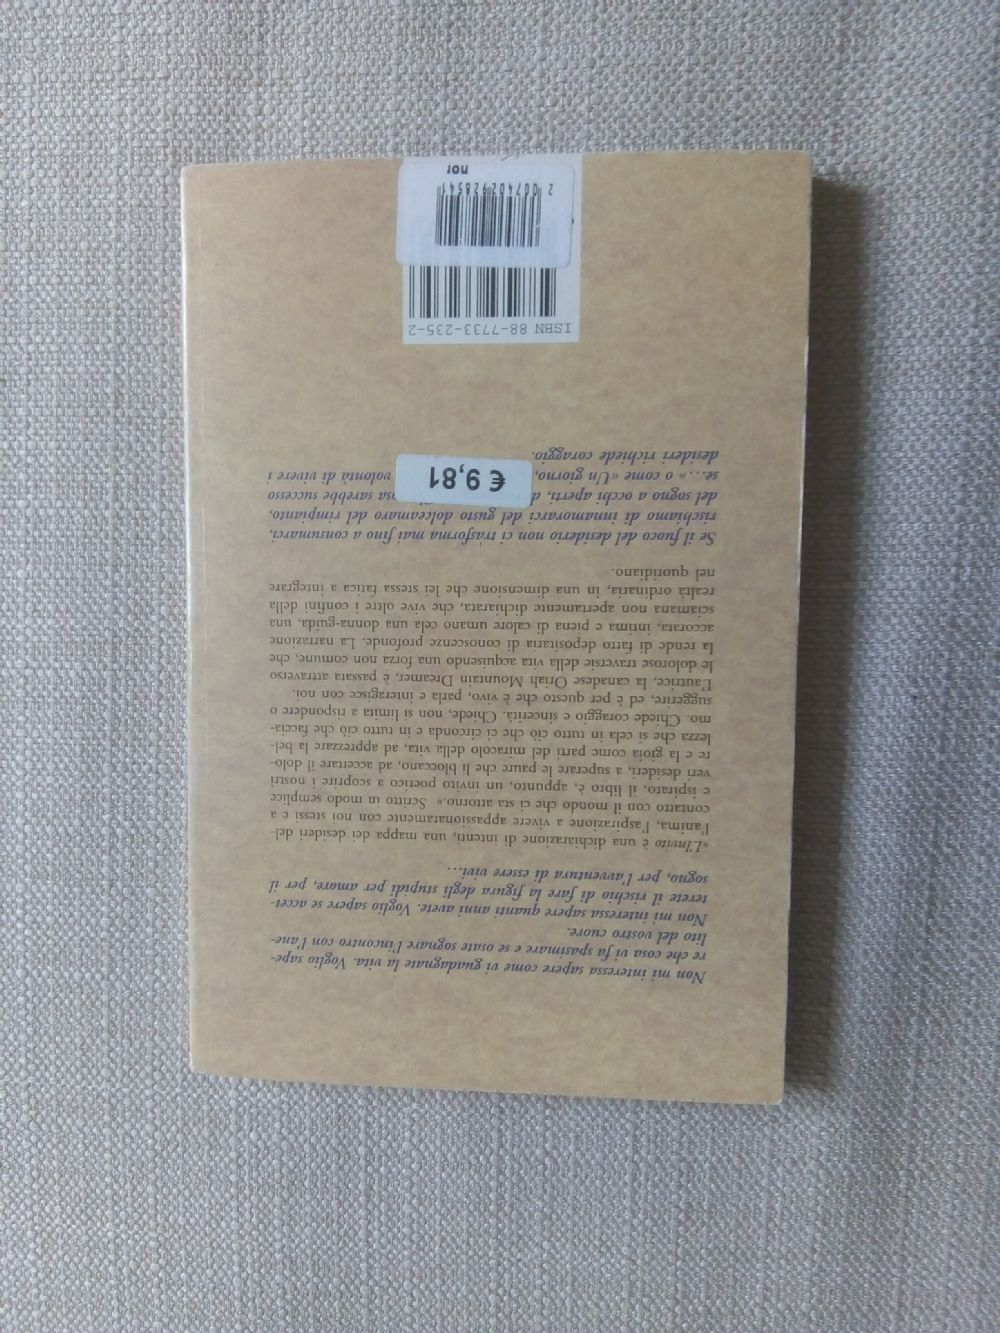 Non mi interessa sapere come vi guadagnate la vita. Voglio sape-
re che cosa vi fa spasimare e se osate sognare l'incontro con l'ane-
lito del vostro cuore.
Non mi interessa sapere quanti anni avete. Voglio sapere se accet-
terete il rischio di fare la figura degli stupidi per amore, per il
sogno, per l'avventura di essere vivi...
«L'Invito è una dichiarazione di intenti, una mappa dei desideri del-
l'anima, l'aspirazione a vivere appassionatamente con noi stessi e a
contatto con il mondo che ci sta attorno.» Scritto in modo semplice
e ispirato, il libro è, appunto, un invito poetico a scoprire i nostri
veri desideri, a superare le paure che li bloccano, ad accettare il dolo-
re e la gioia come parti del miracolo della vita, ad apprezzare la bel-
lezza che si cela in tutto ciò che ci circonda e in tutto ciò che faccia-
mo. Chiede coraggio e sincerità. Chiede, non si limita a rispondere o
suggerire, ed è per questo che è vivo, parla e interagisce con noi.
L'autrice, la canadese Oriah Mountain Dreamer, è passata attraverso
le dolorose traversie della vita acquisendo una forza non comune, che
la rende di fatto depositaria di conoscenze profonde. La narrazione
accorata, intima e piena di calore umano cela una donna-guida, una
sciamana non apertamente dichiarata, che vive oltre i confini della
realtà ordinaria, in una dimensione che lei stessa fatica a integrare
nel quotidiano.
Se il fuoco del desiderio non ci trasforma mai fino a consumarci,
rischiamo di innamorarci del gusto dolceamaro del rimpianto,
del sogno a occhi aperti, sarebbe successo
se...» o come «Un giorno, volontà di vivere i
desideri richiede coraggio.
€ 9,81
ISBN 88-7733-235-2
2 007402 928541
nor